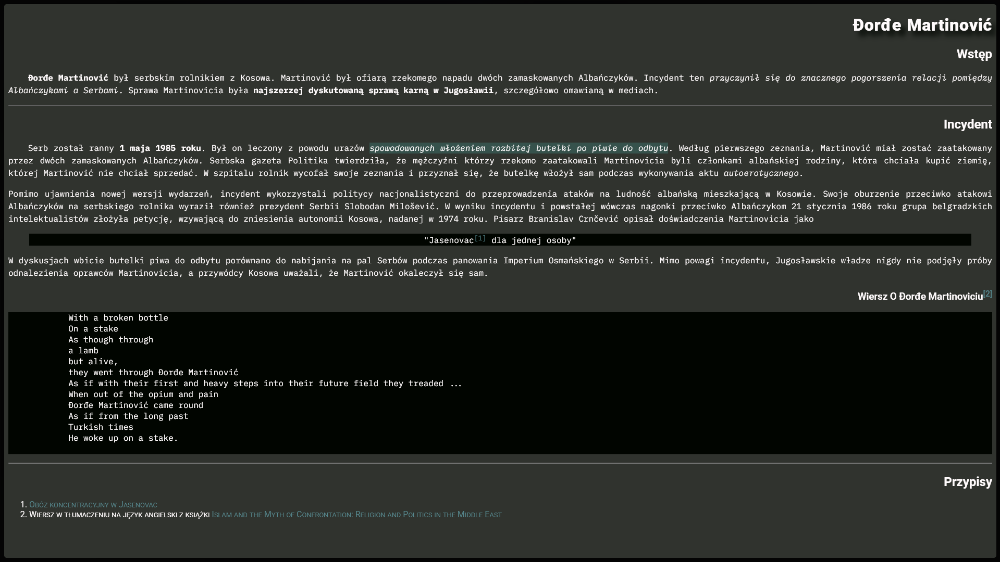 Đorđe Martinović
Wstęp
Đorđe Martinović był serbskim rolnikiem z Kosowa. Martinović był ofiarą rzekomego napadu dwóch zamaskowanych Albańczyków. Incydent ten przyczynił się do znacznego pogorszenia relacji pomiędzy
Albańczykami a Serbami. Sprawa Martinovicia była najszerzej dyskutowaną sprawą karną w Jugosławii, szczegółowo omawianą w mediach.
Incydent
Serb został ranny 1 maja 1985 roku. Był on leczony z powodu urazów spowodowanych włożeniem rozbitej butelki po piwie do odbytu. Według pierwszego zeznania, Martinović miał zostać zaatakowany
przez dwóch zamaskowanych Albańczyków. Serbska gazeta Politika twierdziła, że mężczyźni którzy rzekomo zaatakowali Martinovicia byli członkami albańskiej rodziny, która chciała kupić ziemię,
której Martinović nie chciał sprzedać. W szpitalu rolnik wycofał swoje zeznania i przyznał się, że butelkę włożył sam podczas wykonywania aktu autoerotycznego.
Pomimo ujawnienia nowej wersji wydarzeń, incydent wykorzystali politycy nacjonalistyczni do przeprowadzenia ataków na ludność albańską mieszkającą w Kosowie. Swoje oburzenie przeciwko atakowi
Albańczyków na serbskiego rolnika wyraził również prezydent Serbii Slobodan Milošević. W wyniku incydentu i powstałej wówczas nagonki przeciwko Albańczykom 21 stycznia 1986 roku grupa belgradzkich
intelektualistów złożyła petycję, wzywającą do zniesienia autonomii Kosowa, nadanej w 1974 roku. Pisarz Branislav Crnčević opisał doświadczenia Martinovicia jako
"Jasenovac[1] dla jednej osoby"
W dyskusjach wbicie butelki piwa do odbytu porównano do nabijania na pal Serbów podczas panowania Imperium Osmańskiego w Serbii. Mimo powagi incydentu, Jugosławskie władze nigdy nie podjęły próby
odnalezienia oprawców Martinovicia, a przywódcy Kosowa uważali, że Martinović okaleczył się sam.
Wiersz O Đorđe Martinoviciu[2]
With a broken bottle
On a stake
As though through
a lamb
but alive,
they went through Đorđe Martinović
As if with their first and heavy steps into their future field they treaded ...
When out of the opium and pain
Đorđe Martinović came round
As if from the long past
Turkish times
He woke up on a stake.
Przypisy
1. Obóz koncentracyjny w Jasenovac
2. Wiersz w tłumaczeniu na język angielski z książki Islam and the Myth of Confrontation: Religion and Politics in the Middle East